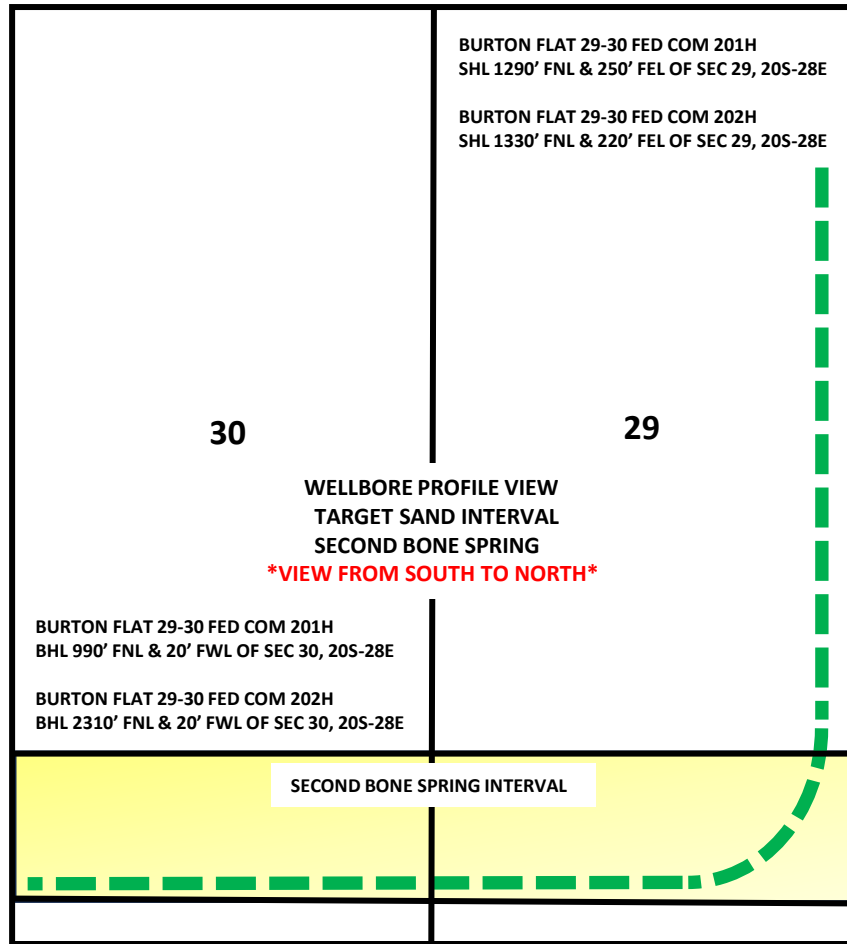 BURTON FLAT 29-30 FED COM 201H
SHL 1290’ FNL & 250’ FEL OF SEC 29, 20S-28E
BURTON FLAT 29-30 FED COM 202H
SHL 1330’ FNL & 220’ FEL OF SEC 29, 20S-28E
30
29
WELLBORE PROFILE VIEW
TARGET SAND INTERVAL
SECOND BONE SPRING
*VIEW FROM SOUTH TO NORTH*
BURTON FLAT 29-30 FED COM 201H
BHL 990’ FNL & 20’ FWL OF SEC 30, 20S-28E
BURTON FLAT 29-30 FED COM 202H
BHL 2310’ FNL & 20’ FWL OF SEC 30, 20S-28E
SECOND BONE SPRING INTERVAL